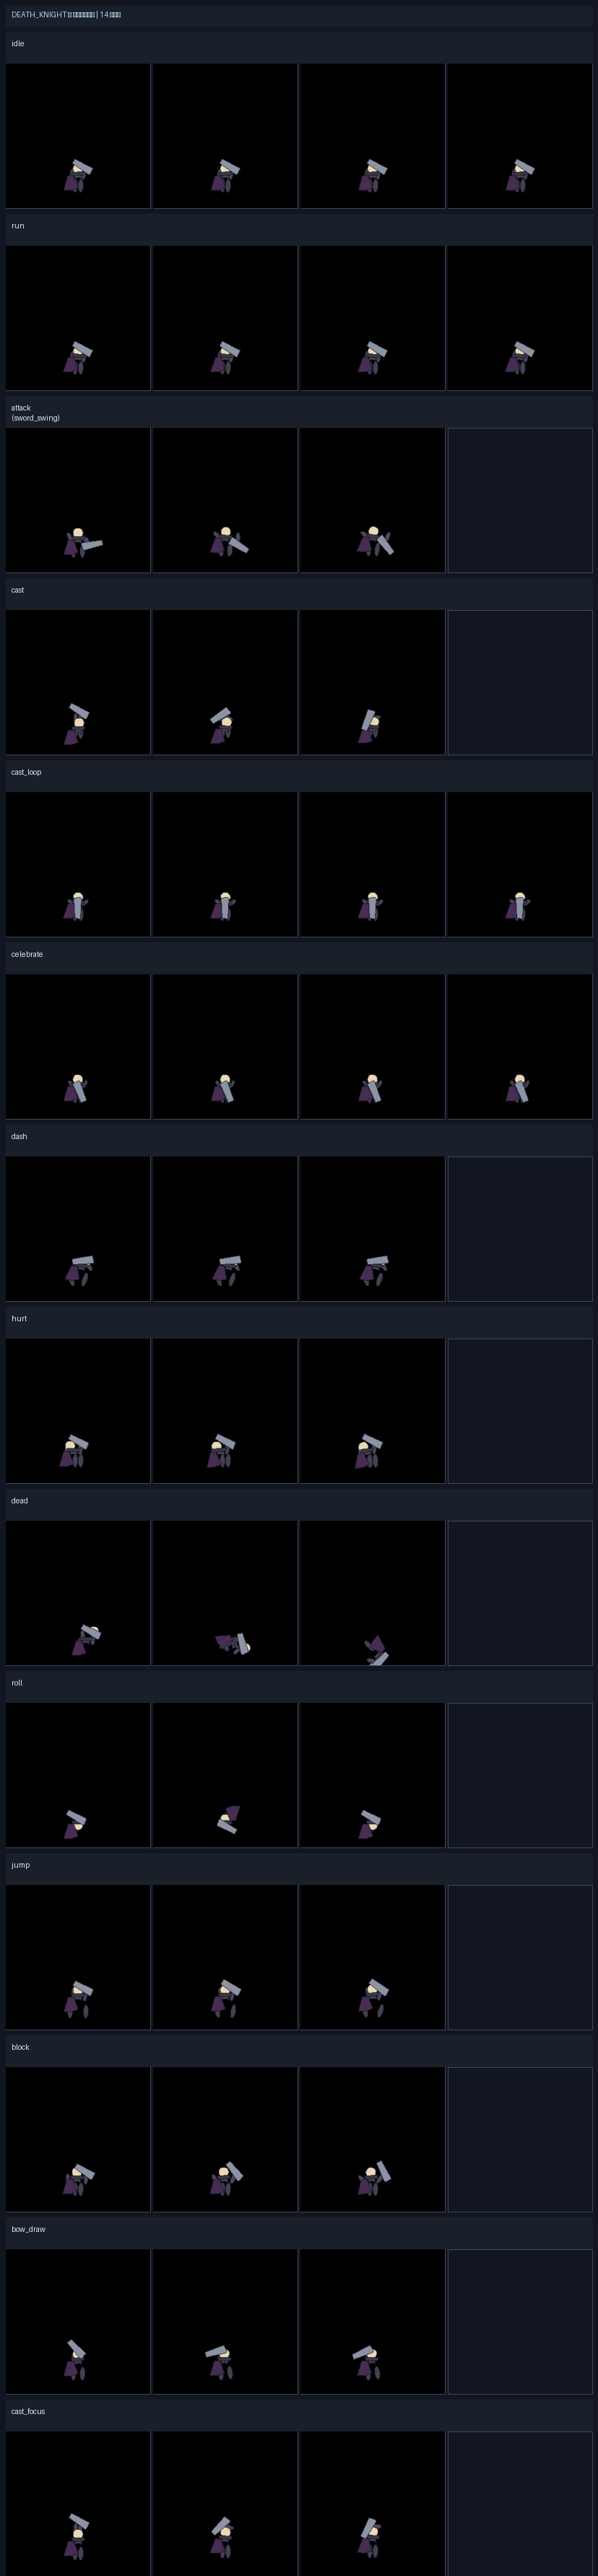 DEATH_KNIGHT
| 14
idle
run
attack
(sword_swing)
cast
cast_loop
celebrate
dash
hurt
dead
roll
jump
block
bow_draw
cast_focus